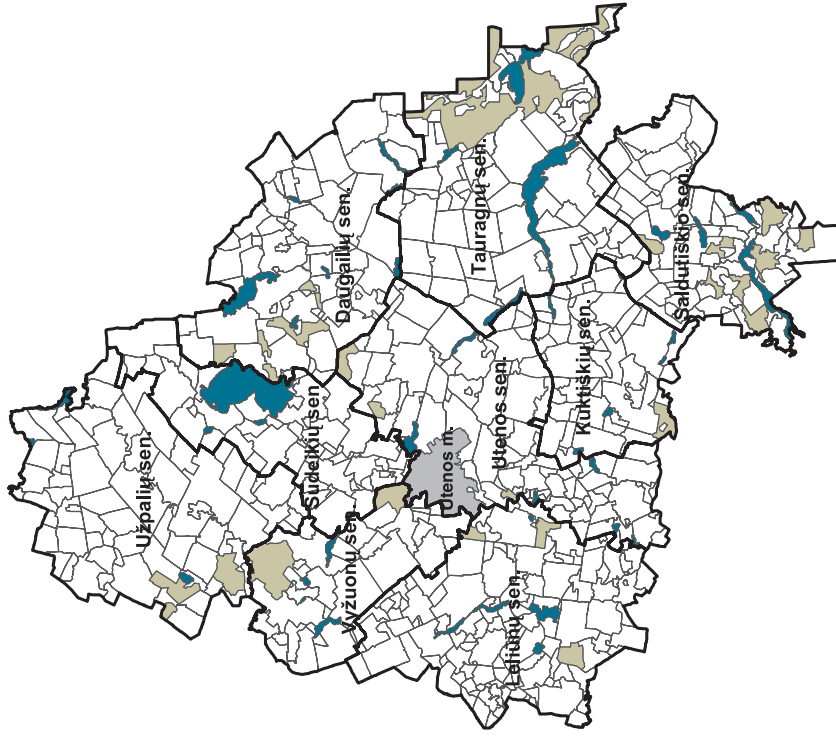 Užpalių sen.
Sudeikių sen.
Daugailių sen.
Vyžuonų sen.
Utenos m.
Utenos sen.
Tauragnų sen.
Leliūnų sen.
Kuktiškių sen.
Saldutiškio sen.